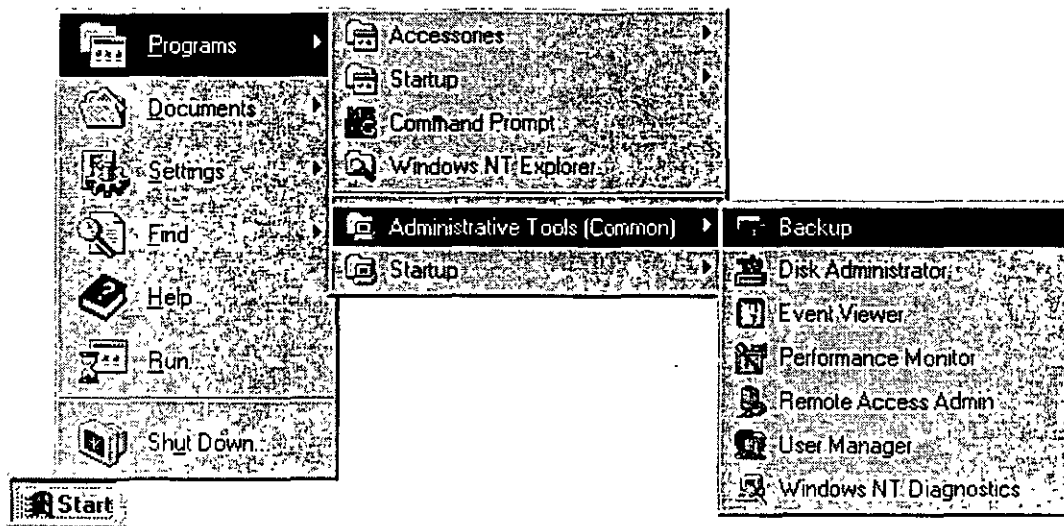 Programs
Documents
Settings
Find
Help
Run...
Shut Down...
Start
Accessories
Startup
Command Prompt
Windows NT Explorer
Administrative Tools (Common)
Startup
Backup
Disk Administrator
Event Viewer
Performance Monitor
Remote Access Admin
User Manager
Windows NT Diagnostics